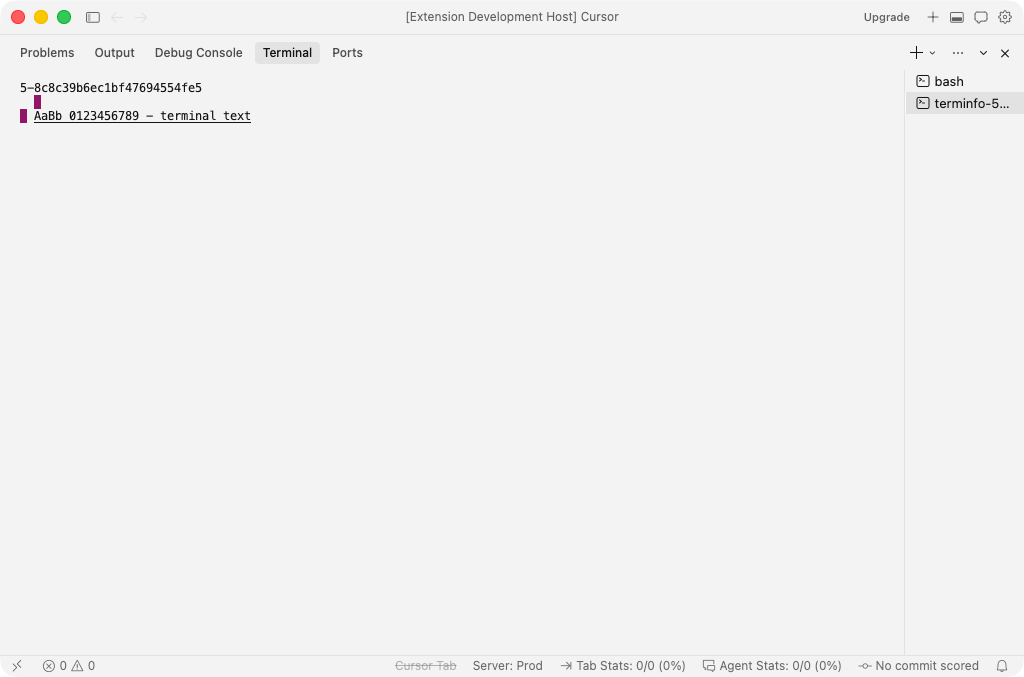 [Extension Development Host] Cursor
Upgrade
Problems Output Debug Console Terminal Ports
5-8c8c39b6ec1bf47694554fe5
AaBb 0123456789 - terminal text
bash
terminfo-5...
0 0 Cursor Tab Server: Prod Tab Stats: 0/0 (0%) Agent Stats: 0/0 (0%) No commit scored